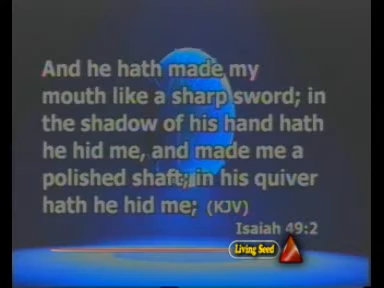 And he hath made my
mouth like a sharp sword; in
the shadow of his hand hath
he hid me, and made me a
polished shaft; in his quiver
hath he hid me; (KJV)
Isaiah 49:2
Living Seed